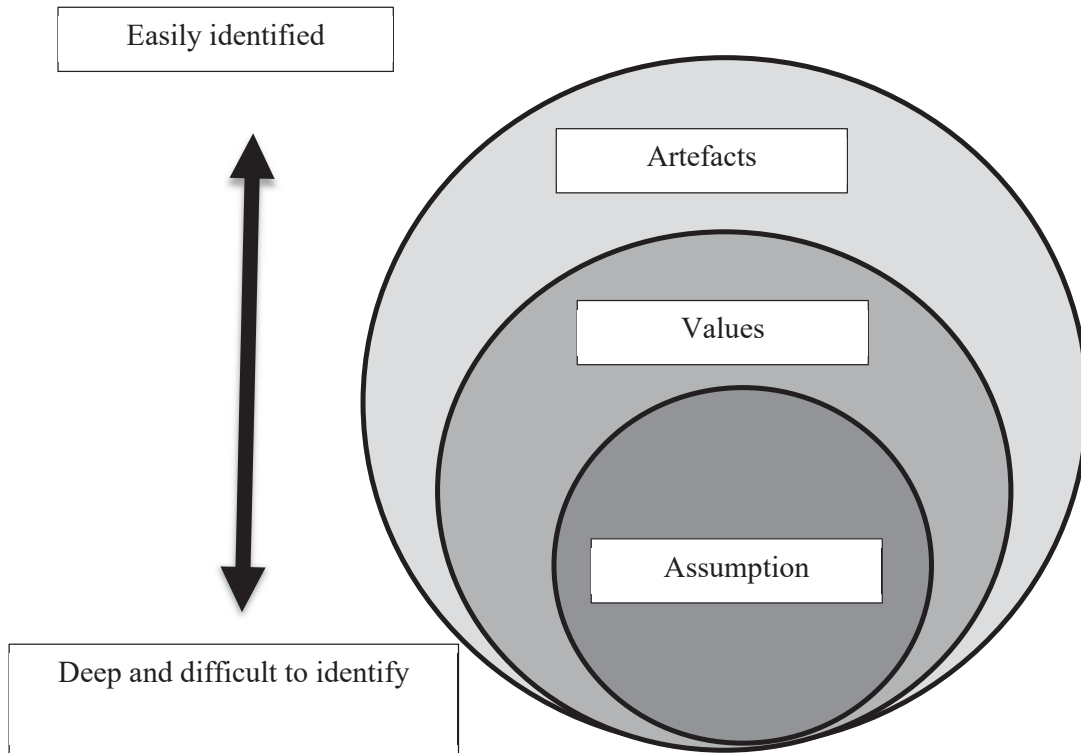 Easily identified
Artefacts
Values
Assumption
Deep and difficult to identify